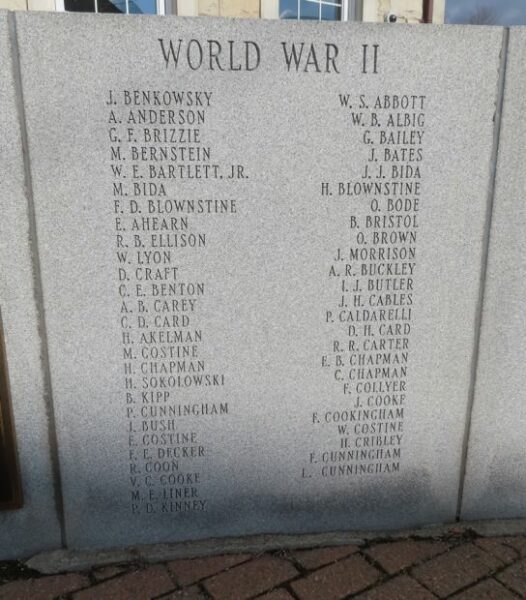 WORLD WAR II
J. BENKOWSKY
A. ANDERSON
G. F. BRIZZIE
M. BERNSTEIN
W. E. BARTLETT, JR.
M. BIDA
F. D. BLOWNSTINE
E. AHEARN
R. B. ELLISON
W. LYON
D. CRAFT
C. E. BENTON
A. B. CAREY
C. D. CARD
H. AKELMAN
M. COSTINE
H. CHAPMAN
H. SOKOLOWSKI
B. KIPP
P. CUNNINGHAM
J. BUSH
E. COSTINE
F. E. DECKER
R. COON
V. C. COOKE
M. E. LINER
P. D. KINNEY
W. S. ABBOTT
W. B. ALBIG
G. BAILEY
J. BATES
J. J. BIDA
H. BLOWNSTINE
O. BODE
B. BRISTOL
O. BROWN
J. MORRISON
A. R. BUCKLEY
I. J. BUTLER
J. H. CABLES
P. CALDARELLI
D. H. CARD
R. R. CARTER
E. B. CHAPMAN
C. CHAPMAN
F. COLLYER
J. COOKE
F. COOKINGHAM
W. COSTINE
H. CRIBLEY
F. CUNNINGHAM
L. CUNNINGHAM